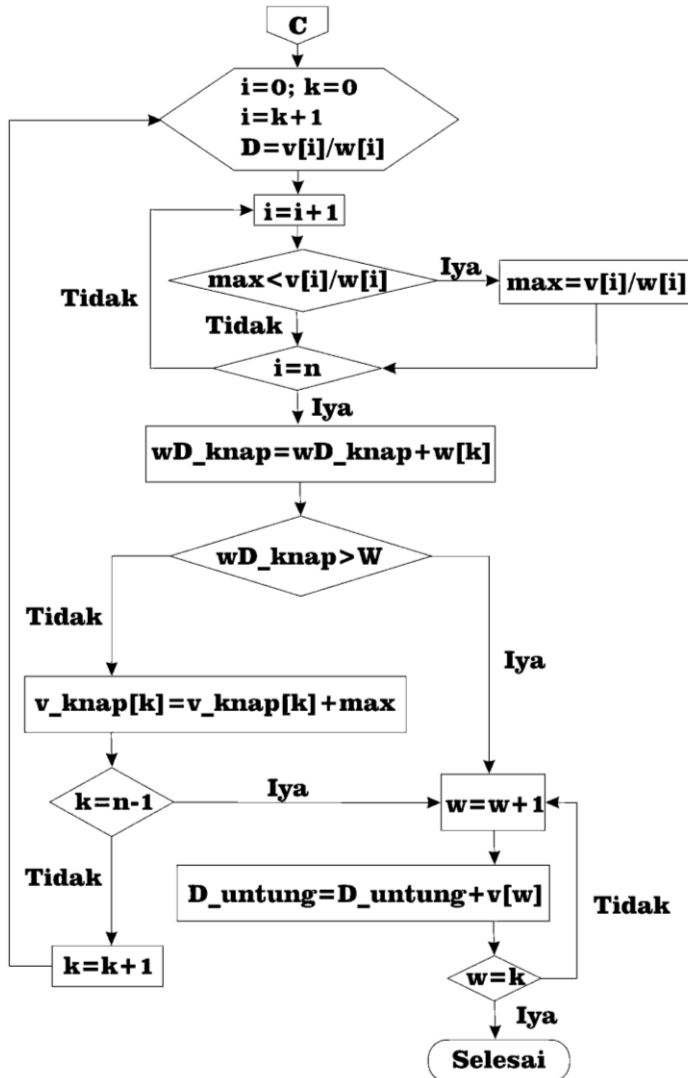 C
i=0; k=0
i=k+1
D=v[i]/w[i]
i=i+1
max<v[i]/w[i]
Iya
max=v[i]/w[i]
Tidak
Tidak
i=n
Iya
wD_knap=wD_knap+w[k]
wD_knap>W
Tidak
Iya
v_knap[k]=v_knap[k]+max
k=n-1
Iya
w=w+1
Tidak
D_untung=D_untung+v[w]
Tidak
k=k+1
w=k
Iya
Selesai